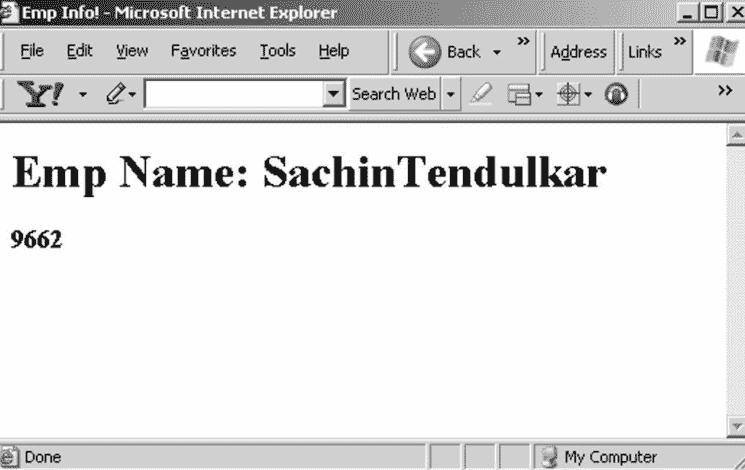 Emp Info! - Microsoft Internet Explorer
File Edit View Favorites Tools Help Back » Address Links »
Y! Search Web »
Emp Name: SachinTendulkar
9662
Done My Computer